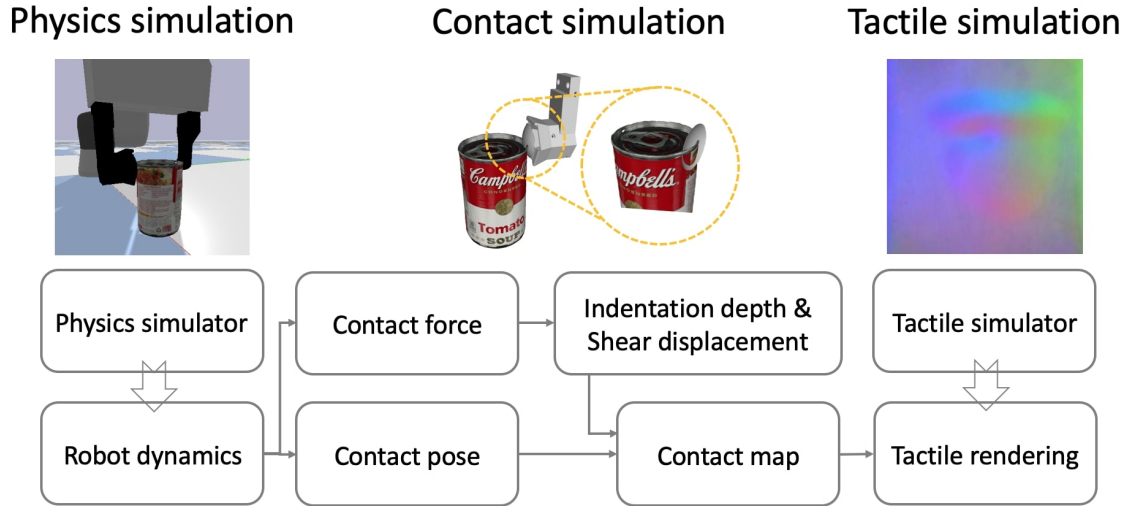 Physics simulation
Contact simulation
Tactile simulation
Campbell's
CONDENSED
Tomato
SOUP
Campbell's
Physics simulator
Contact force
Indentation depth &
Shear displacement
Tactile simulator
Robot dynamics
Contact pose
Contact map
Tactile rendering